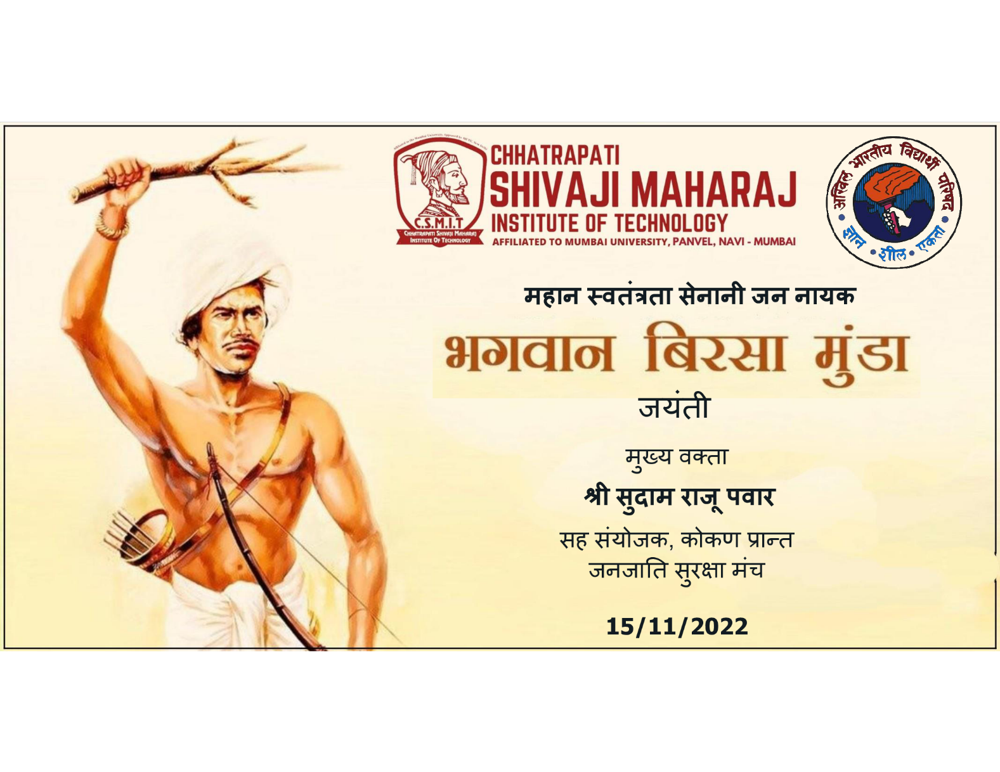 CHHATRAPATI
SHIVAJI MAHARAJ
INSTITUTE OF TECHNOLOGY
AFFILIATED TO MUMBAI UNIVERSITY, PANVEL, NAVI - MUMBAI
C.S.M.I.T
CHHATRAPATI SHIVAJI MAHARAJ
INSTITUTE OF TECHNOLOGY
अखिल भारतीय विद्यार्थी परिषद
ज्ञान • शील • एकता
महान स्वतंत्रता सेनानी जन नायक
भगवान बिरसा मुंडा
जयंती
मुख्य वक्ता
श्री सुदाम राजू पवार
सह संयोजक, कोकण प्रान्त
जनजाति सुरक्षा मंच
15/11/2022